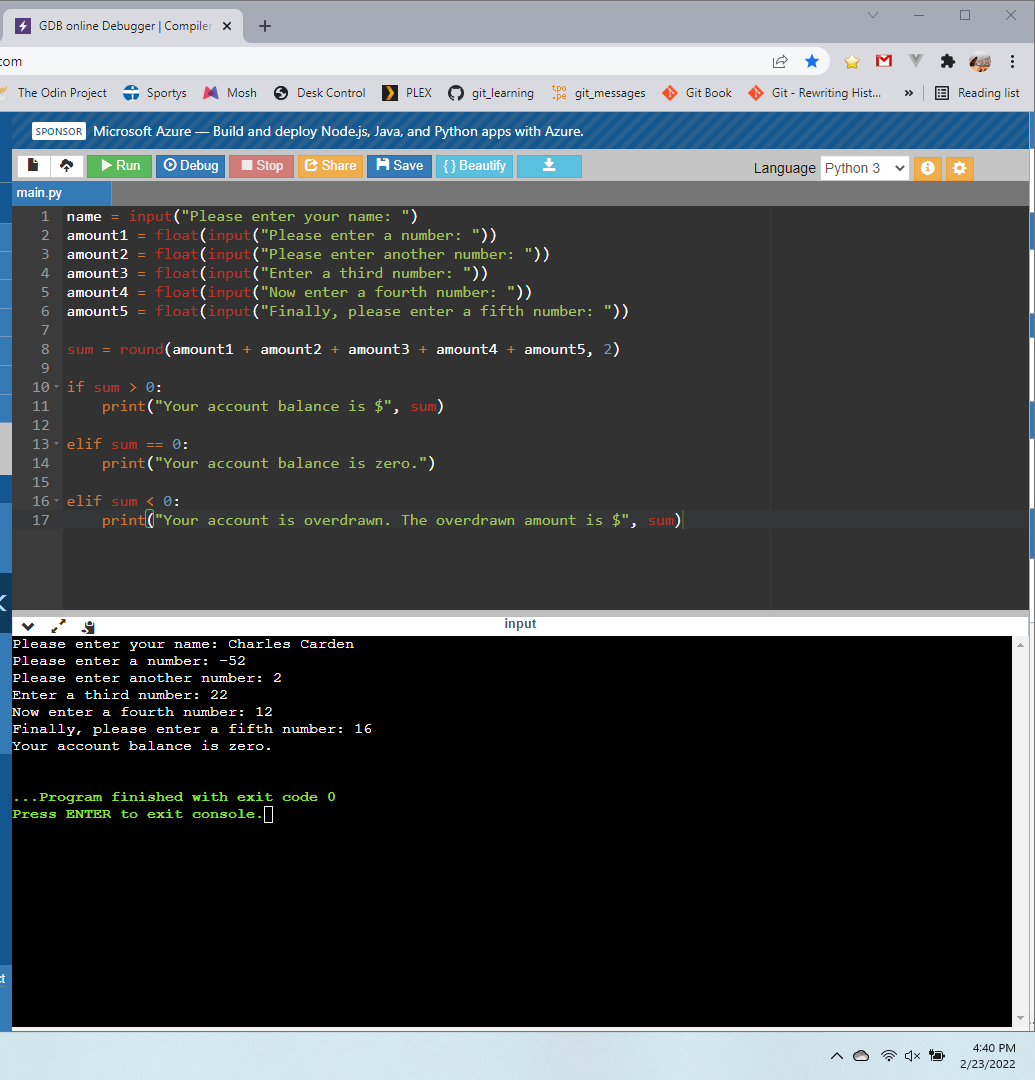 GDB online Debugger | Compiler
com
The Odin Project Sportys Mosh Desk Control PLEX git_learning git_messages Git Book Git - Rewriting Hist... » Reading list
SPONSOR Microsoft Azure — Build and deploy Node.js, Java, and Python apps with Azure.
Run Debug Stop Share Save { } Beautify Language Python 3
main.py
1 name = input("Please enter your name: ")
2 amount1 = float(input("Please enter a number: "))
3 amount2 = float(input("Please enter another number: "))
4 amount3 = float(input("Enter a third number: "))
5 amount4 = float(input("Now enter a fourth number: "))
6 amount5 = float(input("Finally, please enter a fifth number: "))
7
8 sum = round(amount1 + amount2 + amount3 + amount4 + amount5, 2)
9
10 if sum > 0:
11     print("Your account balance is $", sum)
12
13 elif sum == 0:
14     print("Your account balance is zero.")
15
16 elif sum < 0:
17     print("Your account is overdrawn. The overdrawn amount is $", sum)
input
Please enter your name: Charles Carden
Please enter a number: -52
Please enter another number: 2
Enter a third number: 22
Now enter a fourth number: 12
Finally, please enter a fifth number: 16
Your account balance is zero.
...Program finished with exit code 0
Press ENTER to exit console.
4:40 PM
2/23/2022